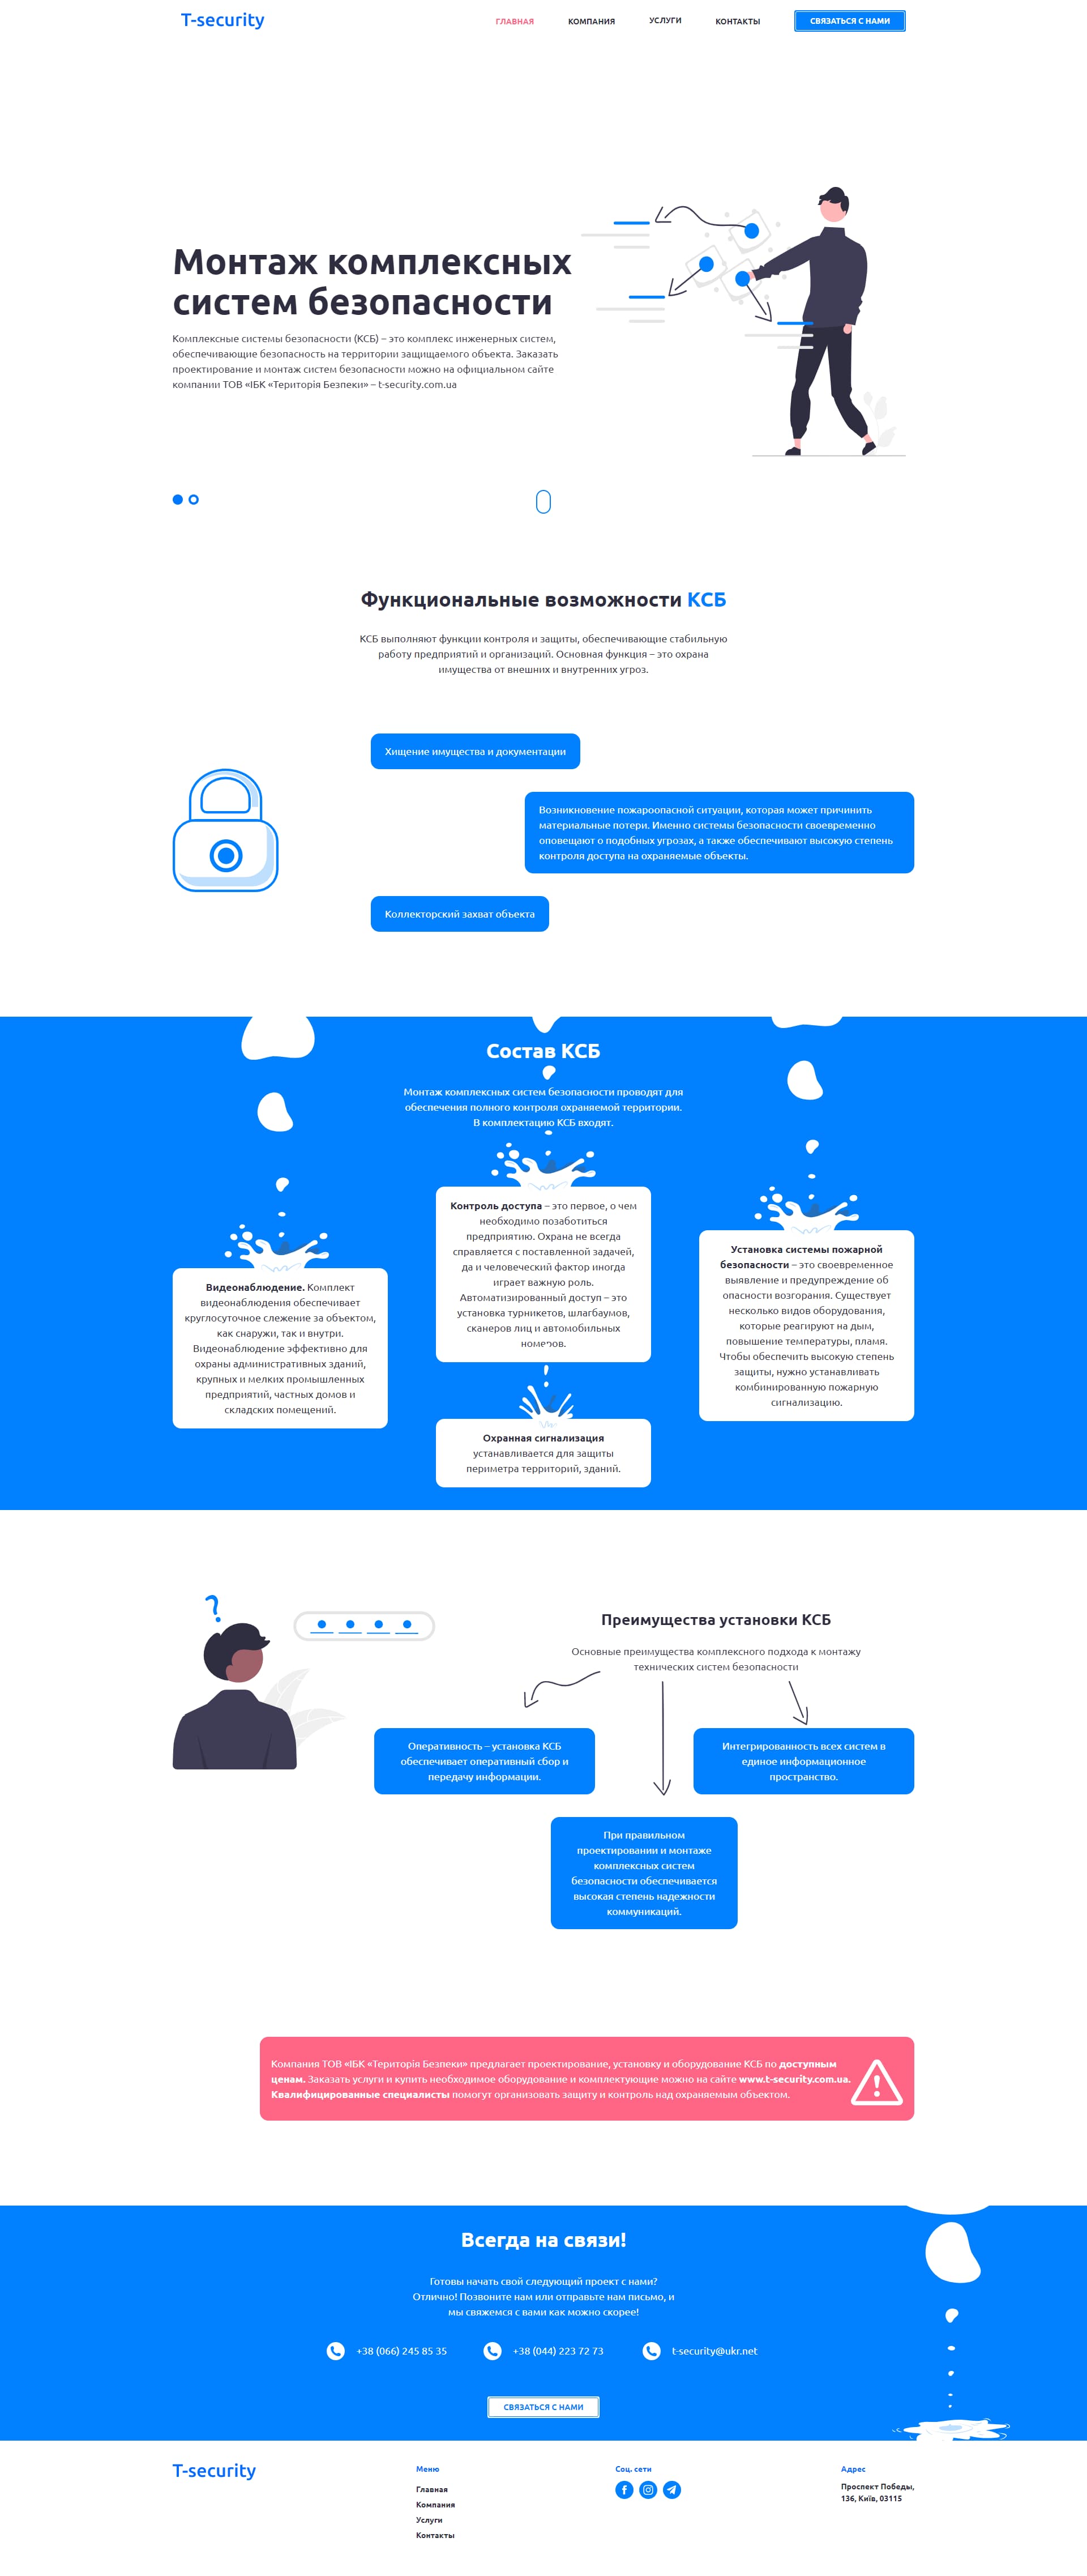 T-security
ГЛАВНАЯ
КОМПАНИЯ
УСЛУГИ
КОНТАКТЫ
СВЯЗАТЬСЯ С НАМИ
Монтаж комплексных
систем безопасности
Комплексные системы безопасности (КСБ) – это комплекс инженерных систем,
обеспечивающие безопасность на территории защищаемого объекта. Заказать
проектирование и монтаж систем безопасности можно на официальном сайте
компании ТОВ «ІБК «Територія Безпеки» – t-security.com.ua
Функциональные возможности КСБ
КСБ выполняют функции контроля и защиты, обеспечивающие стабильную
работу предприятий и организаций. Основная функция – это охрана
имущества от внешних и внутренних угроз.
Хищение имущества и документации
Возникновение пожароопасной ситуации, которая может причинить
материальные потери. Именно системы безопасности своевременно
оповещают о подобных угрозах, а также обеспечивают высокую степень
контроля доступа на охраняемые объекты.
Коллекторский захват объекта
Состав КСБ
Монтаж комплексных систем безопасности проводят для
обеспечения полного контроля охраняемой территории.
В комплектацию КСБ входят.
Видеонаблюдение. Комплект
видеонаблюдения обеспечивает
круглосуточное слежение за объектом,
как снаружи, так и внутри.
Видеонаблюдение эффективно для
охраны административных зданий,
крупных и мелких промышленных
предприятий, частных домов и
складских помещений.
Контроль доступа – это первое, о чем
необходимо позаботиться
предприятию. Охрана не всегда
справляется с поставленной задачей,
да и человеческий фактор иногда
играет важную роль.
Автоматизированный доступ – это
установка турникетов, шлагбаумов,
сканеров лиц и автомобильных
номеров.
Охранная сигнализация
устанавливается для защиты
периметра территорий, зданий.
Установка системы пожарной
безопасности – это своевременное
выявление и предупреждение об
опасности возгорания. Существует
несколько видов оборудования,
которые реагируют на дым,
повышение температуры, пламя.
Чтобы обеспечить высокую степень
защиты, нужно устанавливать
комбинированную пожарную
сигнализацию.
Преимущества установки КСБ
Основные преимущества комплексного подхода к монтажу
технических систем безопасности
Оперативность – установка КСБ
обеспечивает оперативный сбор и
передачу информации.
Интегрированность всех систем в
единое информационное
пространство.
При правильном
проектировании и монтаже
комплексных систем
безопасности обеспечивается
высокая степень надежности
коммуникаций.
Компания ТОВ «ІБК «Територія Безпеки» предлагает проектирование, установку и оборудование КСБ по доступным
ценам. Заказать услуги и купить необходимое оборудование и комплектующие можно на сайте www.t-security.com.ua.
Квалифицированные специалисты помогут организовать защиту и контроль над охраняемым объектом.
Всегда на связи!
Готовы начать свой следующий проект с нами?
Отлично! Позвоните нам или отправьте нам письмо, и
мы свяжемся с вами как можно скорее!
+38 (066) 245 85 35
+38 (044) 223 72 73
t-security@ukr.net
СВЯЗАТЬСЯ С НАМИ
T-security
Меню
Главная
Компания
Услуги
Контакты
Соц. сети
Адрес
Проспект Победы,
136, Київ, 03115